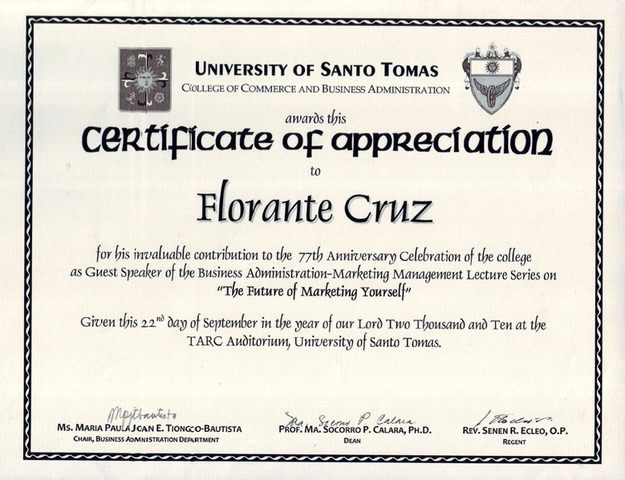 UNIVERSITY OF SANTO TOMAS
COLLEGE OF COMMERCE AND BUSINESS ADMINISTRATION
awards this
certificate of appreciation
to
Florante Cruz
for his invaluable contribution to the 77th Anniversary Celebration of the college
as Guest Speaker of the Business Administration-Marketing Management Lecture Series on
"The Future of Marketing Yourself"
Given this 22nd day of September in the year of our Lord Two Thousand and Ten at the
TARC Auditorium, University of Santo Tomas.
Ma. Socorro P. Calara
MS. MARIA PAULA JOAN E. TIONGCO-BAUTISTA PROF. MA. SOCORRO P. CALARA, PH.D. REV. SENEN R. ECLEO, O.P.
CHAIR, BUSINESS ADMINISTRATION DEPARTMENT DEAN REGENT